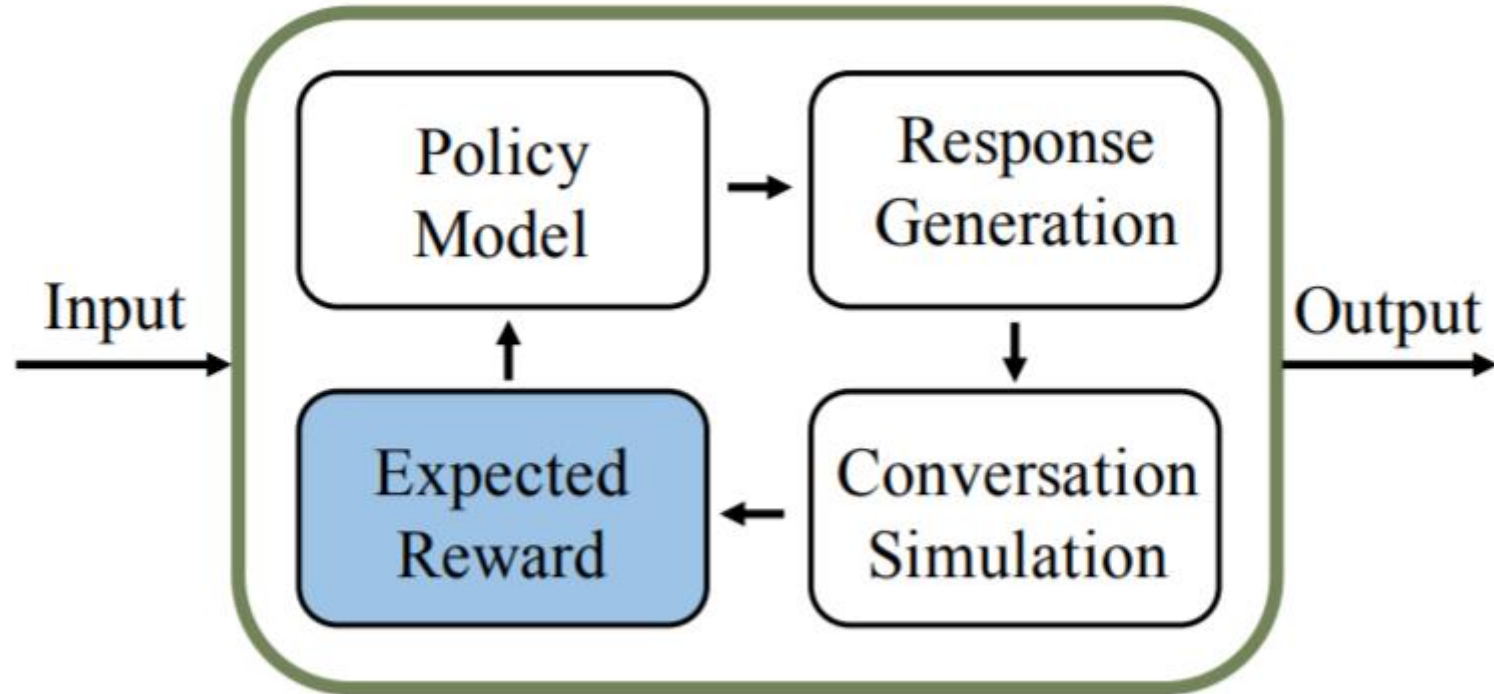 Policy
Model
Response
Generation
Input
Output
Expected
Reward
Conversation
Simulation